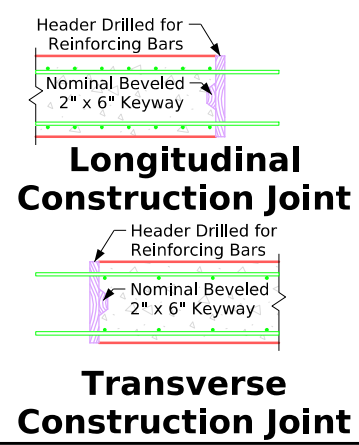 Header Drilled for
Reinforcing Bars
Nominal Beveled
2" x 6" Keyway
Longitudinal
Construction Joint
Header Drilled for
Reinforcing Bars
Nominal Beveled
2" x 6" Keyway
Transverse
Construction Joint